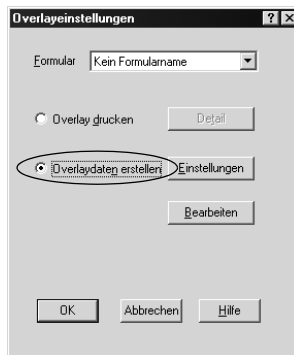 Overlayeinstellungen
Formular Kein Formularname
Overlay drucken Detail
Overlaydaten erstellen Einstellungen
Bearbeiten
OK Abbrechen Hilfe